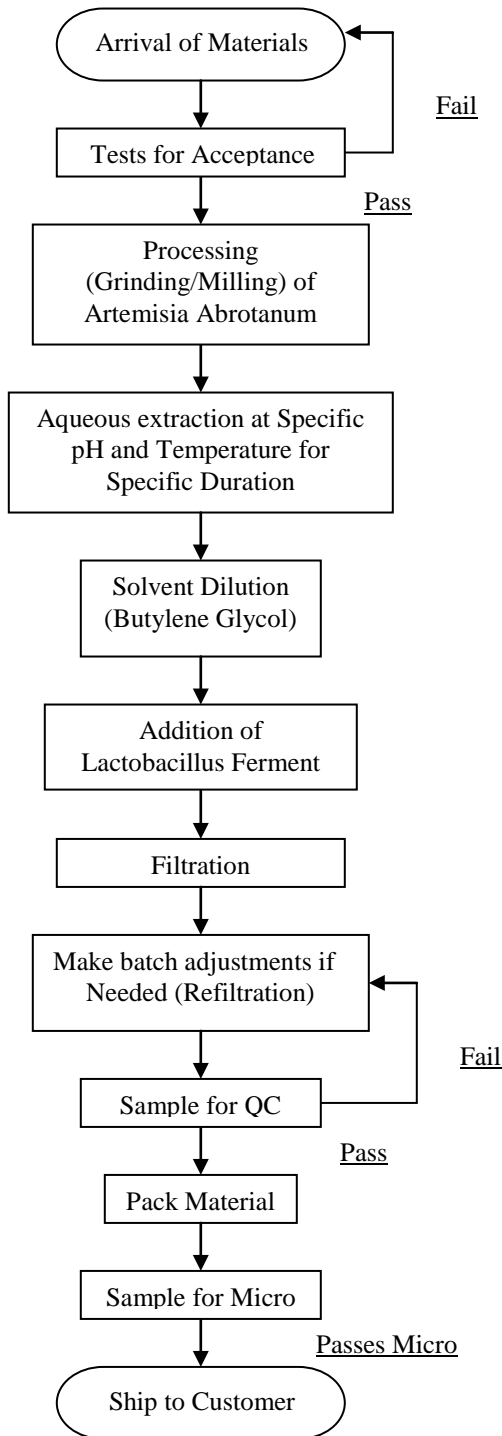 Arrival of Materials
Fail
Tests for Acceptance
Pass
Processing
(Grinding/Milling) of
Artemisia Abrotanum
Aqueous extraction at Specific
pH and Temperature for
Specific Duration
Solvent Dilution
(Butylene Glycol)
Addition of
Lactobacillus Ferment
Filtration
Make batch adjustments if
Needed (Refiltration)
Fail
Sample for QC
Pass
Pack Material
Sample for Micro
Passes Micro
Ship to Customer